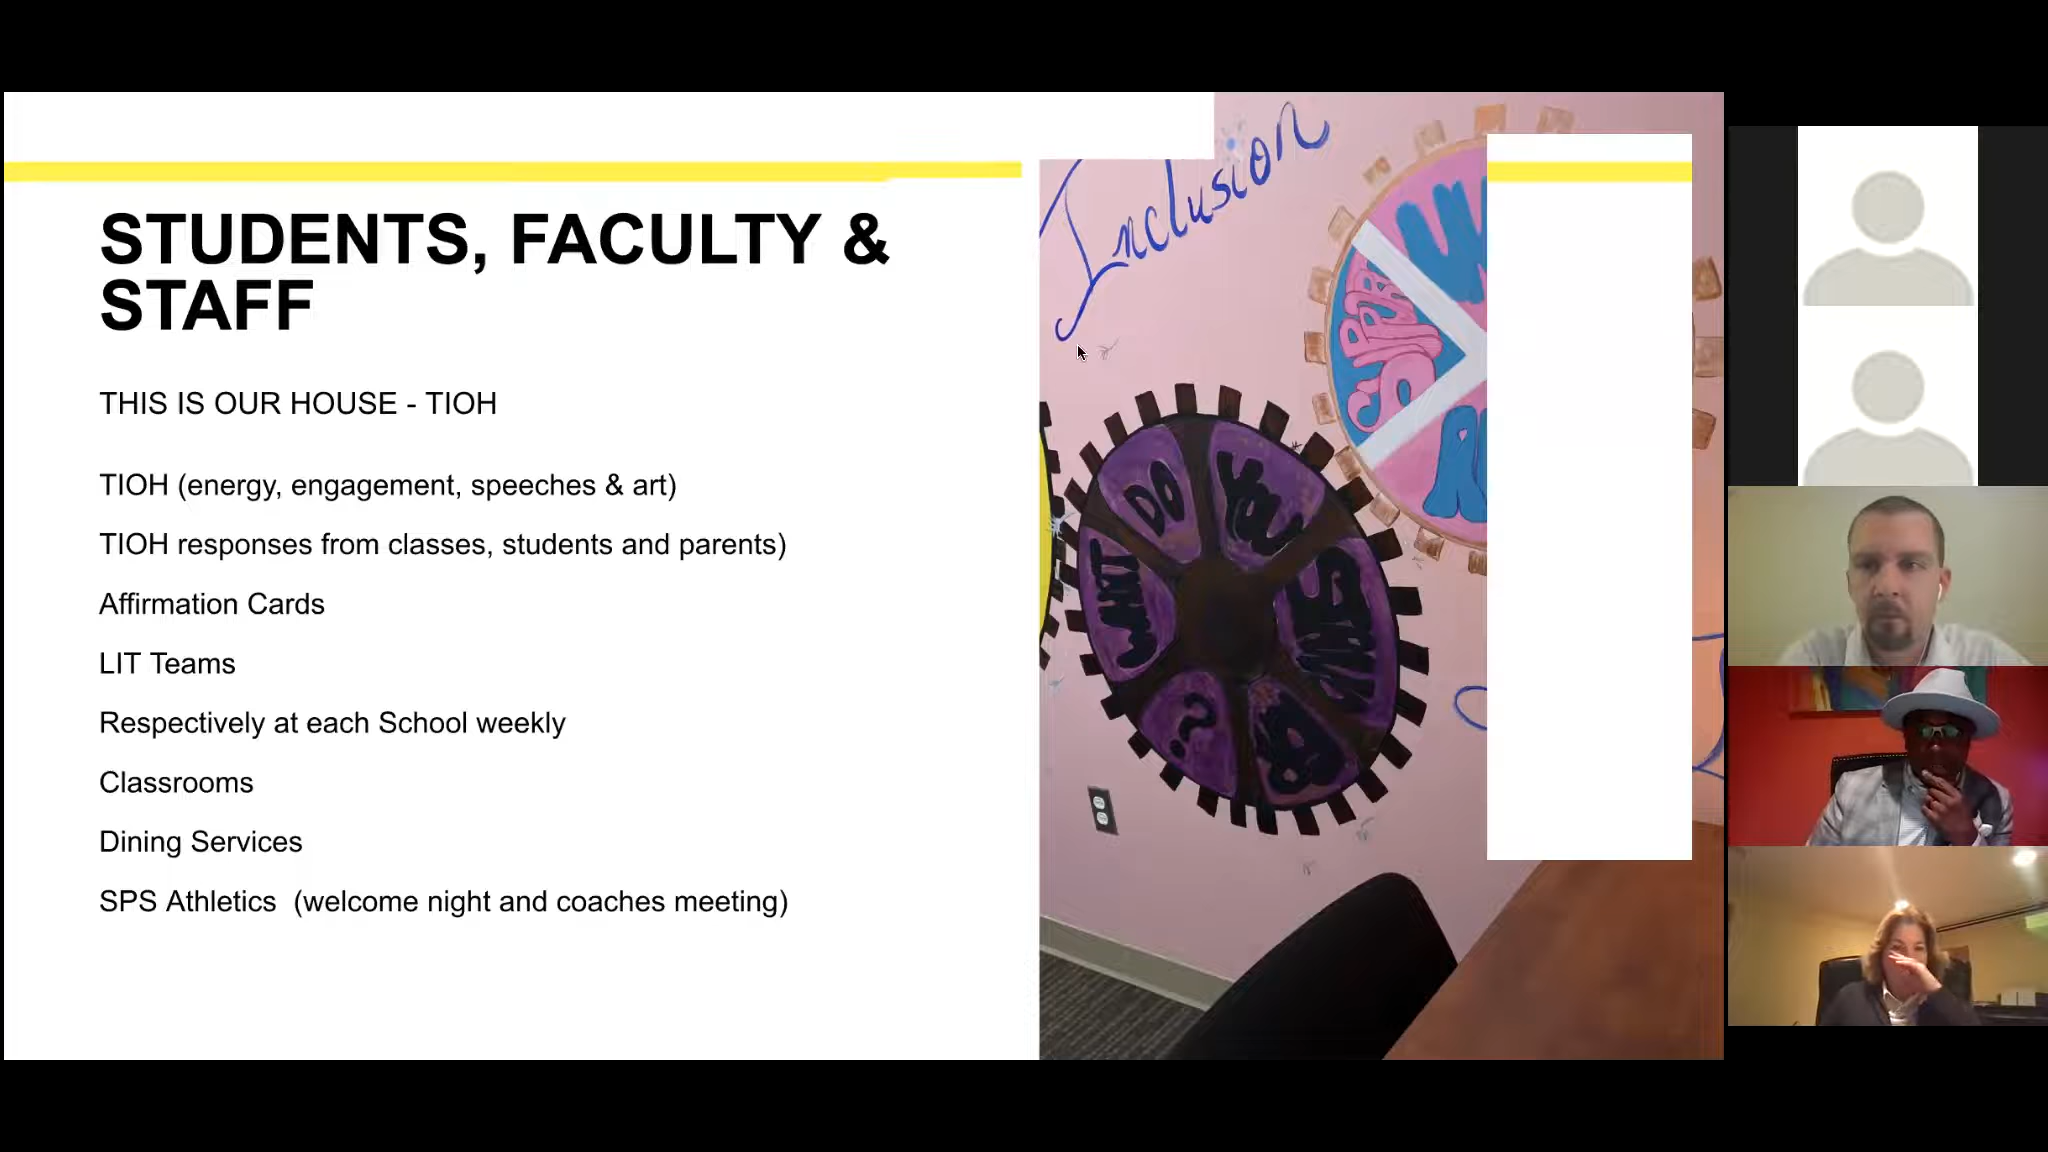 STUDENTS, FACULTY &
STAFF
THIS IS OUR HOUSE - TIOH
TIOH (energy, engagement, speeches & art)
TIOH responses from classes, students and parents)
Affirmation Cards
LIT Teams
Respectively at each School weekly
Classrooms
Dining Services
SPS Athletics  (welcome night and coaches meeting)
Inclusion
WHAT
DO
YOU
?